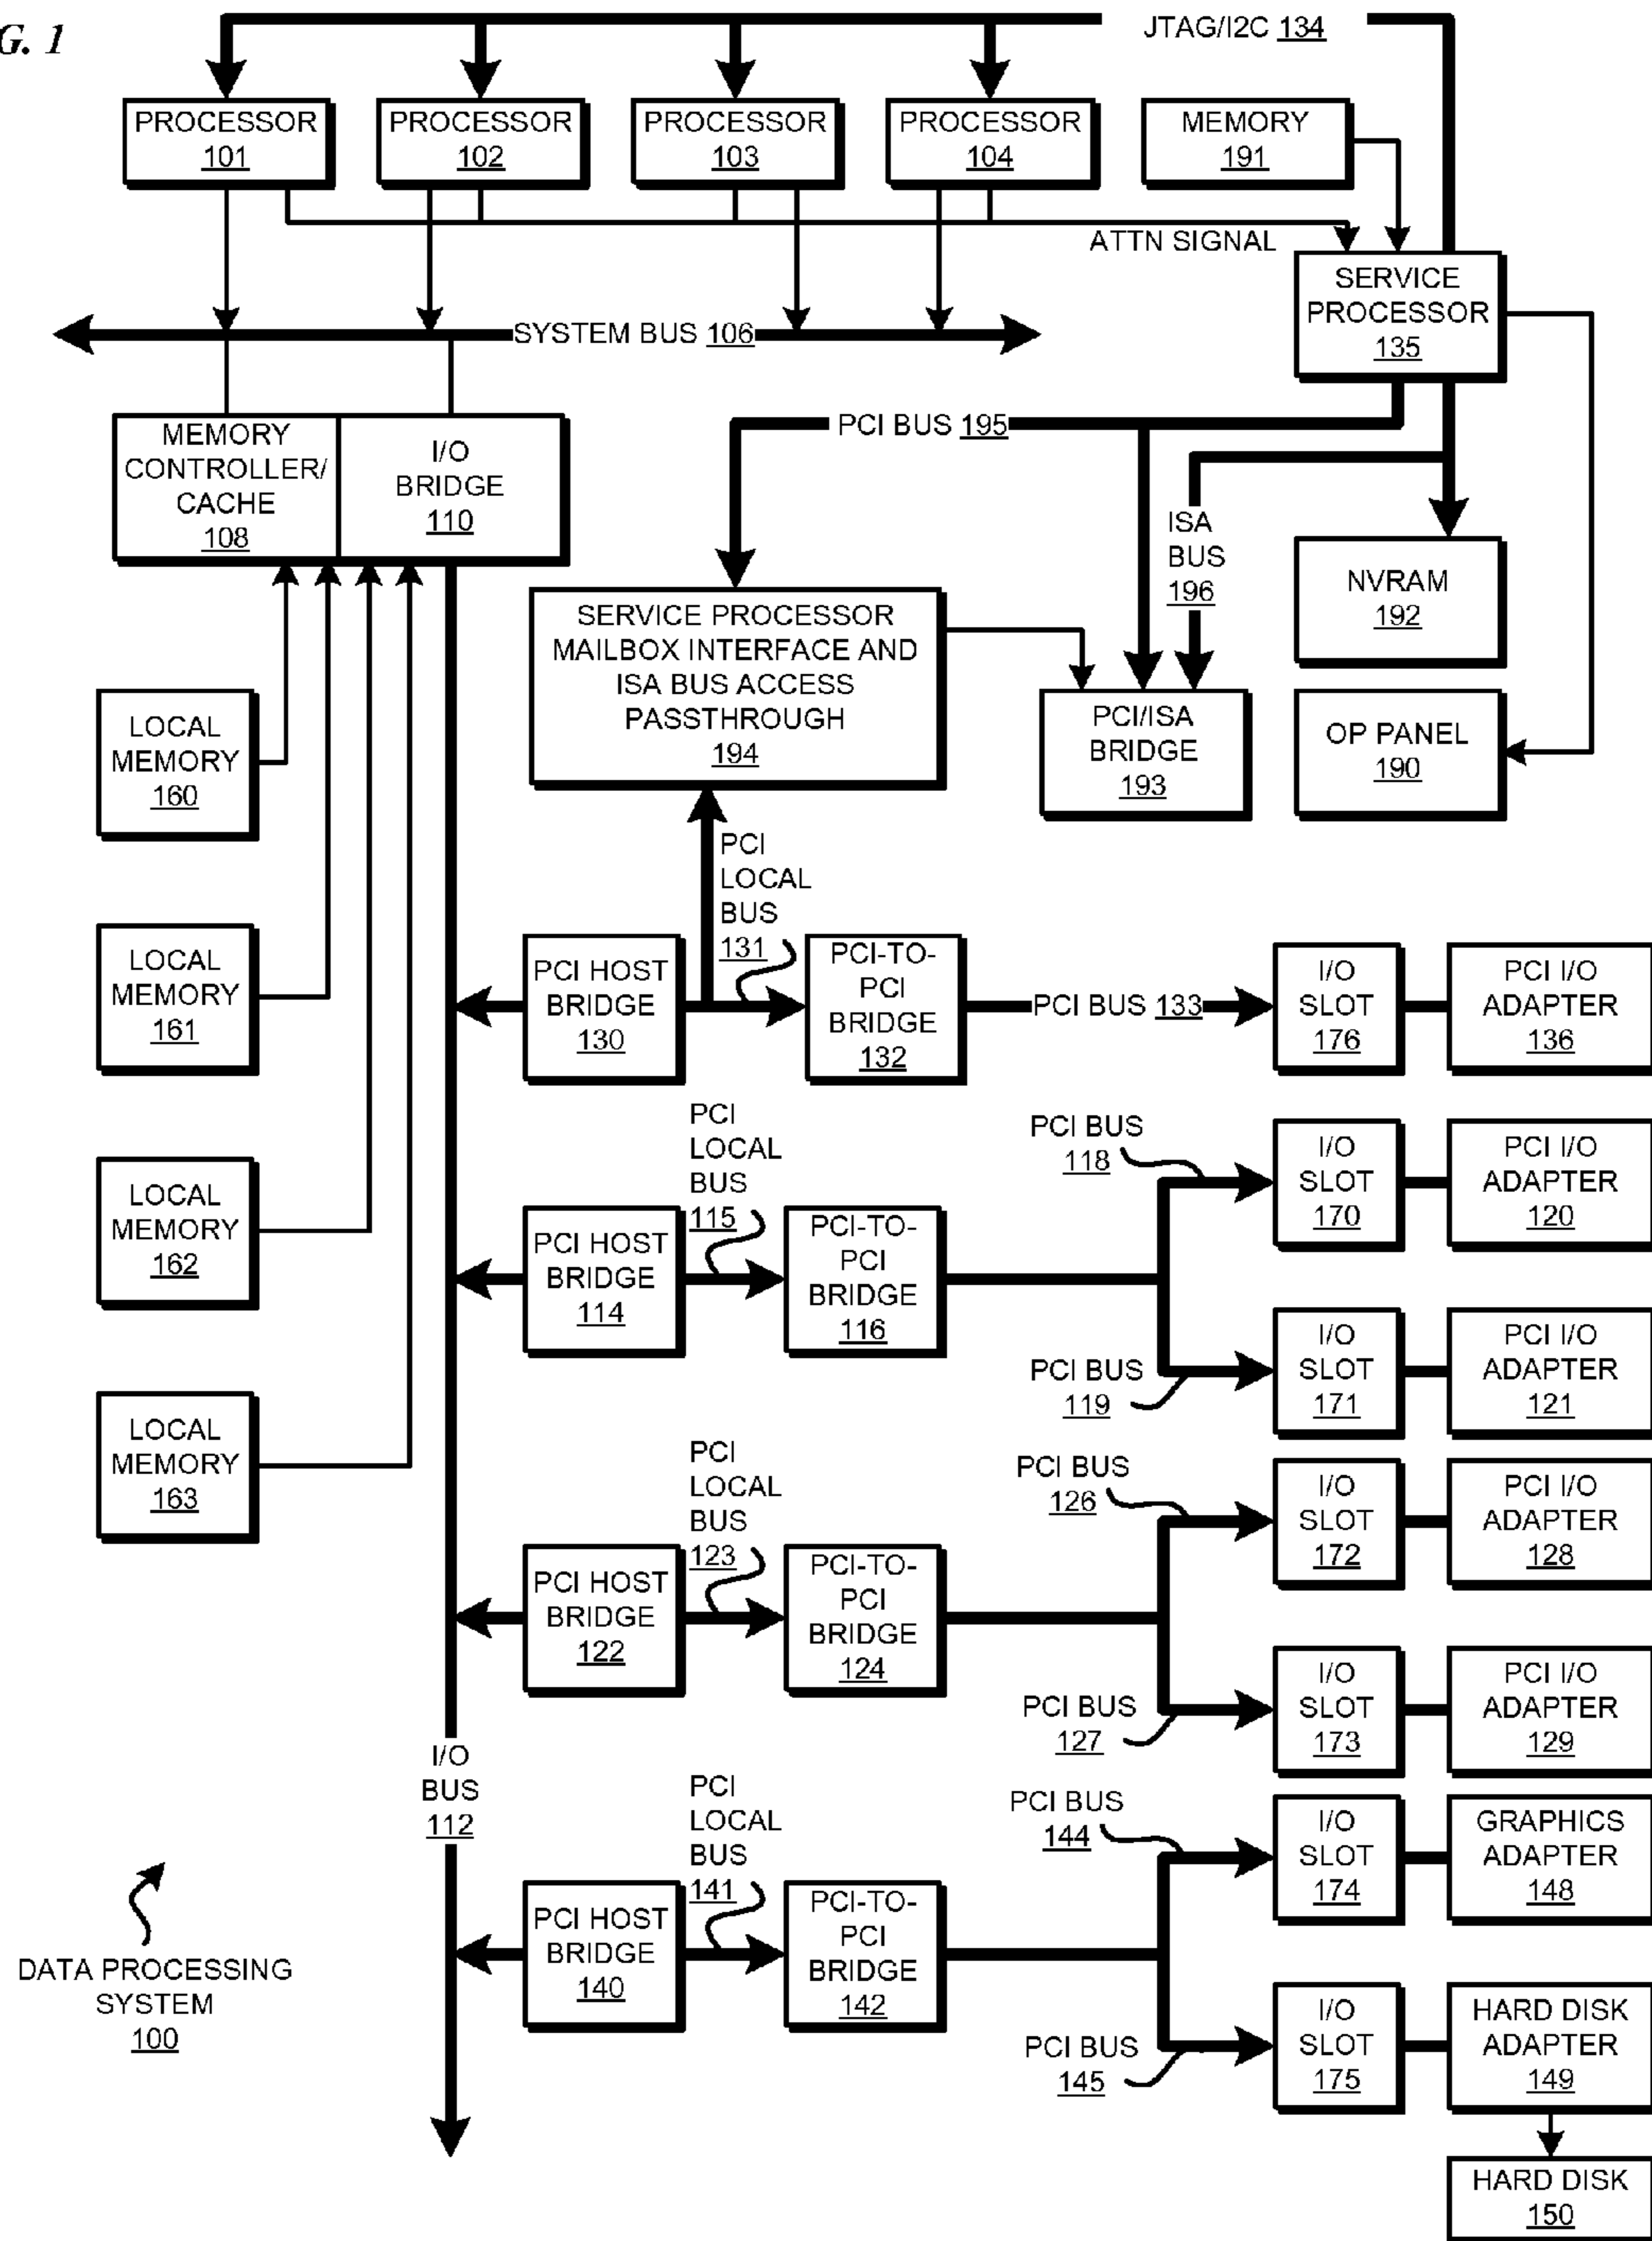 G. 1
JTAG/I2C 134
PROCESSOR
101
PROCESSOR
102
PROCESSOR
103
PROCESSOR
104
MEMORY
191
ATTN SIGNAL
SERVICE
PROCESSOR
135
SYSTEM BUS 106
MEMORY
CONTROLLER/
CACHE
108
I/O
BRIDGE
110
PCI BUS 195
ISA
BUS
196
NVRAM
192
SERVICE PROCESSOR
MAILBOX INTERFACE AND
ISA BUS ACCESS
PASSTHROUGH
194
PCI/ISA
BRIDGE
193
OP PANEL
190
LOCAL
MEMORY
160
LOCAL
MEMORY
161
LOCAL
MEMORY
162
LOCAL
MEMORY
163
PCI
LOCAL
BUS
131
PCI HOST
BRIDGE
130
PCI-TO-
PCI
BRIDGE
132
PCI BUS 133
I/O
SLOT
176
PCI I/O
ADAPTER
136
PCI
LOCAL
BUS
115
PCI HOST
BRIDGE
114
PCI-TO-
PCI
BRIDGE
116
PCI BUS
118
I/O
SLOT
170
PCI I/O
ADAPTER
120
PCI BUS
119
I/O
SLOT
171
PCI I/O
ADAPTER
121
PCI
LOCAL
BUS
123
PCI HOST
BRIDGE
122
PCI-TO-
PCI
BRIDGE
124
PCI BUS
126
I/O
SLOT
172
PCI I/O
ADAPTER
128
PCI BUS
127
I/O
SLOT
173
PCI I/O
ADAPTER
129
I/O
BUS
112
PCI
LOCAL
BUS
141
PCI HOST
BRIDGE
140
PCI-TO-
PCI
BRIDGE
142
PCI BUS
144
I/O
SLOT
174
GRAPHICS
ADAPTER
148
PCI BUS
145
I/O
SLOT
175
HARD DISK
ADAPTER
149
HARD DISK
150
DATA PROCESSING
SYSTEM
100